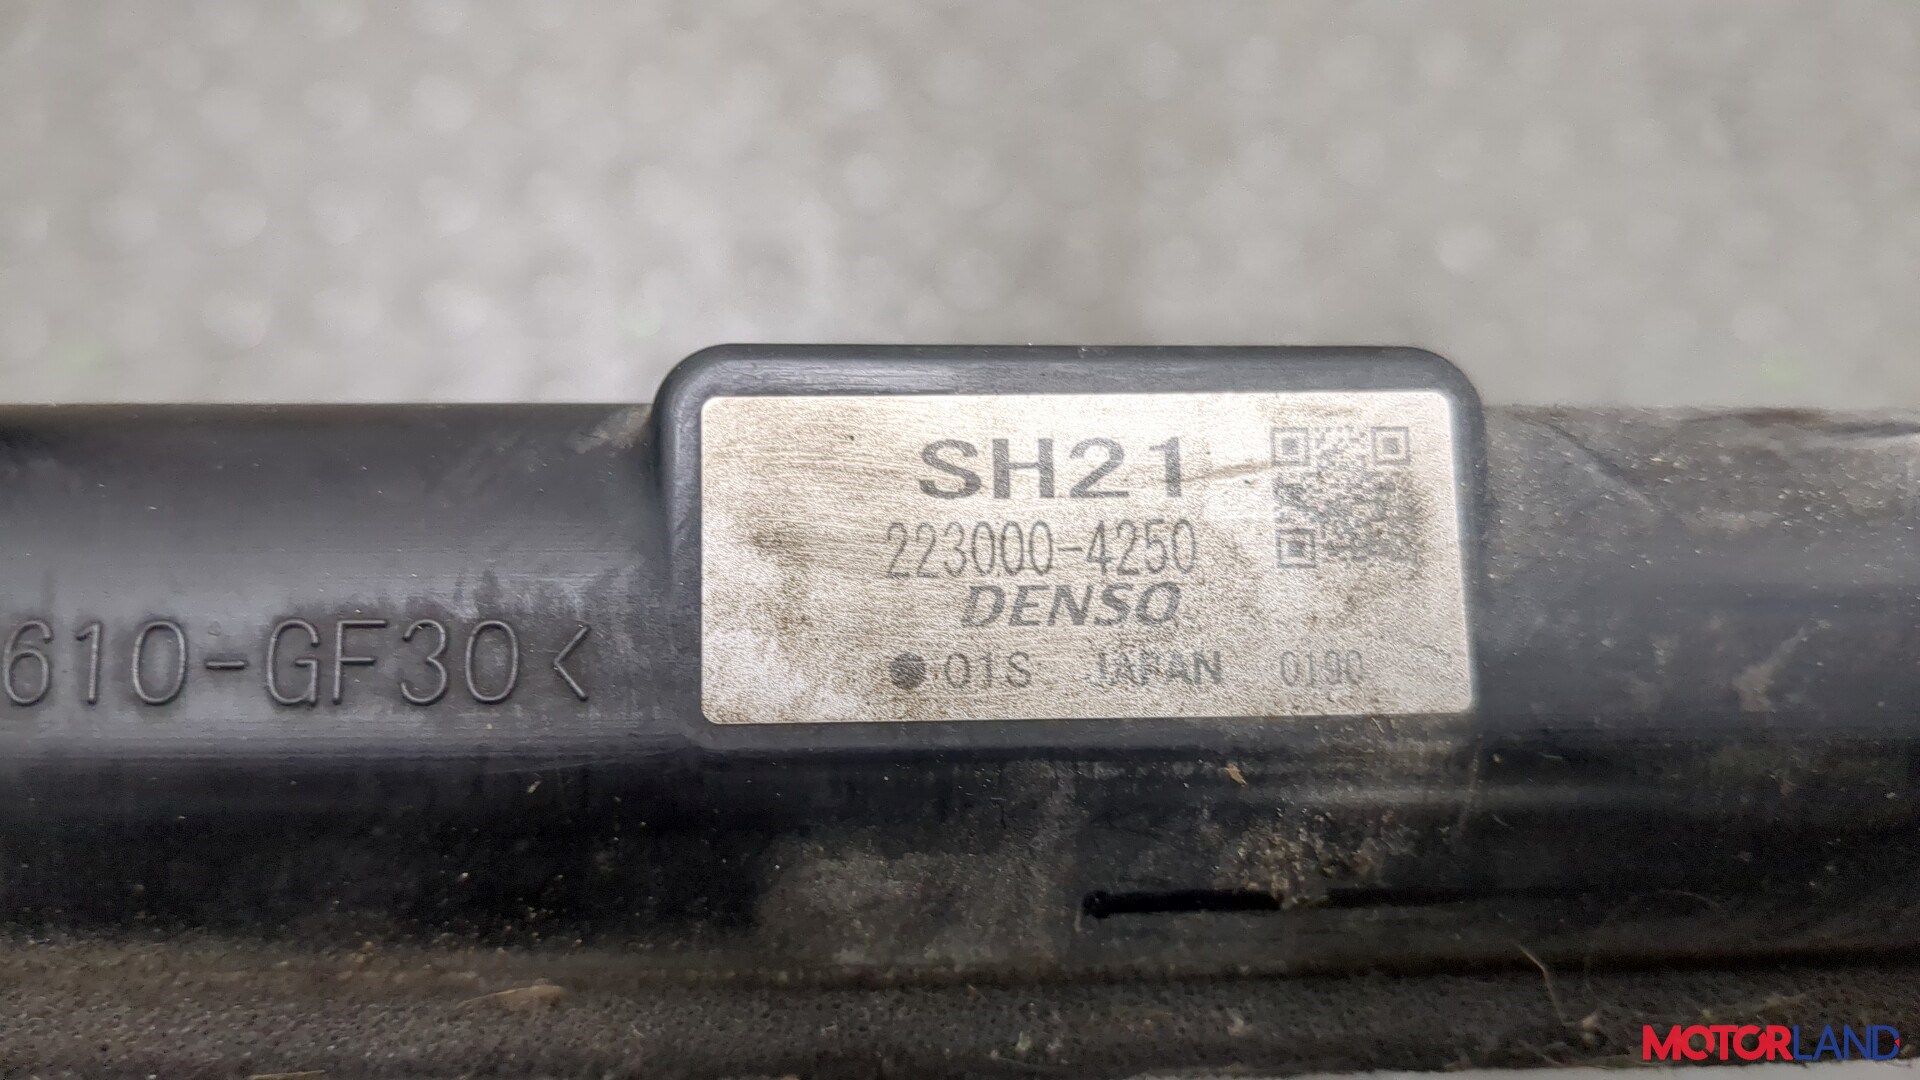 SH21
223000-4250
DENSO
●01S JAPAN 0190
610-GF30<
MOTORLAND